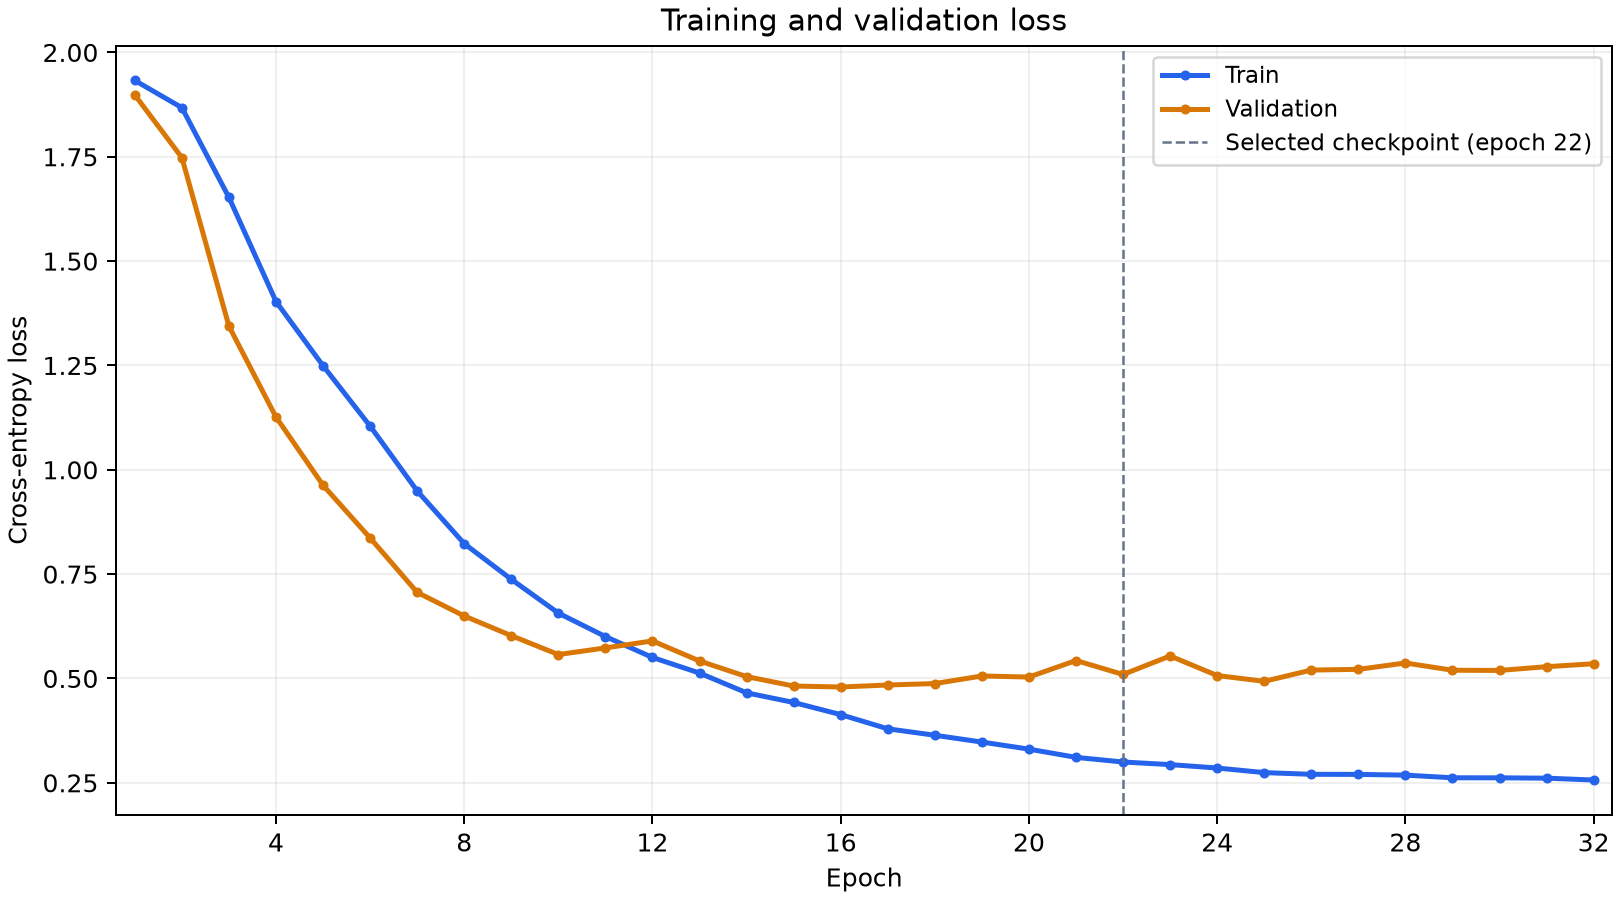 Training and validation loss
2.00
1.75
1.50
1.25
1.00
0.75
0.50
0.25
Cross-entropy loss
Train
Validation
Selected checkpoint (epoch 22)
4 8 12 16 20 24 28 32
Epoch